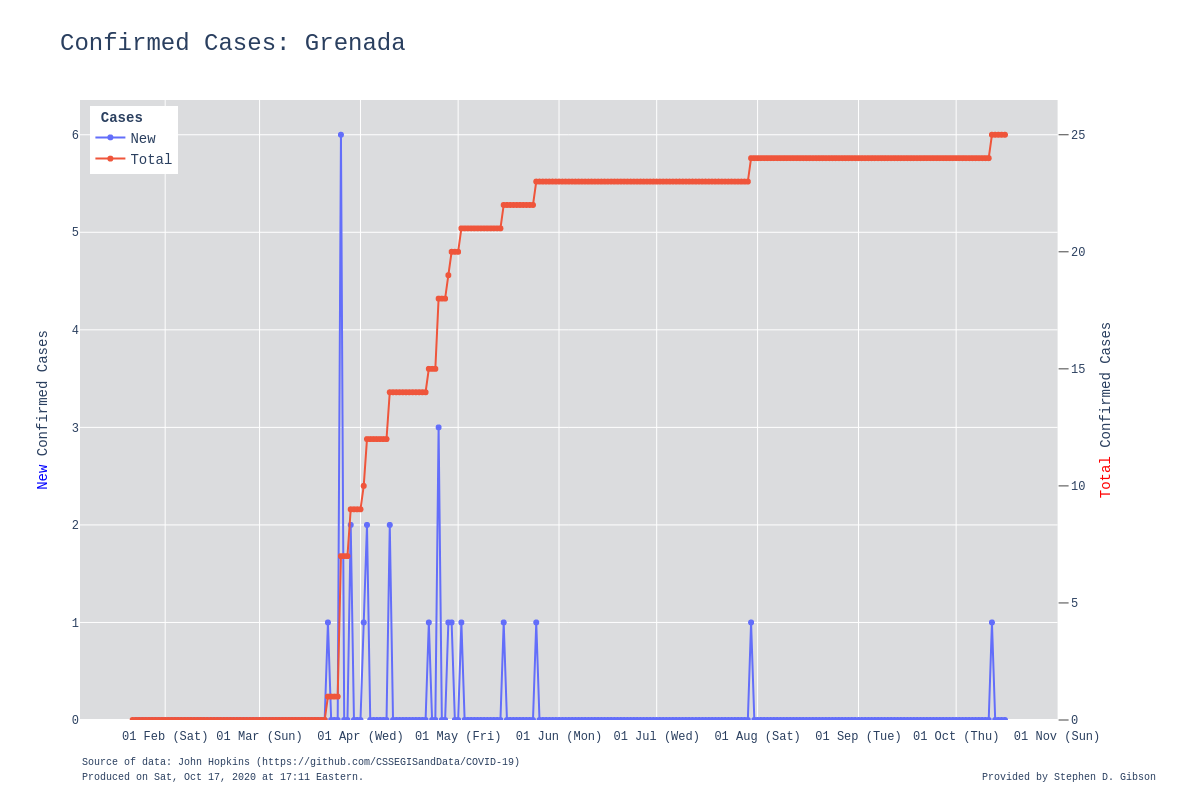 Confirmed Cases: Grenada
Cases
New
Total
6
5
4
3
2
1
0
New Confirmed Cases
25
20
15
10
5
0
Total Confirmed Cases
01 Feb (Sat) 01 Mar (Sun) 01 Apr (Wed) 01 May (Fri) 01 Jun (Mon) 01 Jul (Wed) 01 Aug (Sat) 01 Sep (Tue) 01 Oct (Thu) 01 Nov (Sun)
Source of data: John Hopkins (https://github.com/CSSEGISandData/COVID-19)
Produced on Sat, Oct 17, 2020 at 17:11 Eastern.
Provided by Stephen D. Gibson